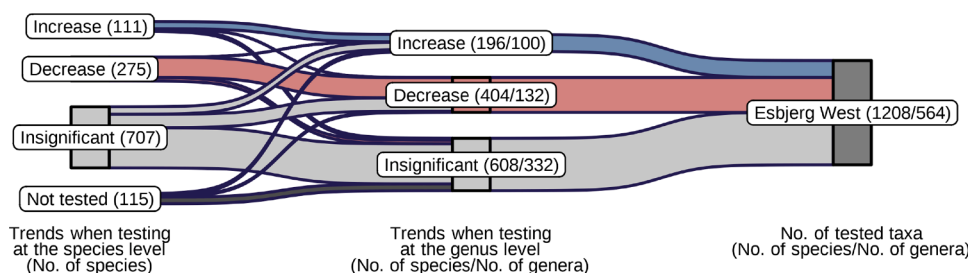 Increase (111)
Decrease (275)
Insignificant (707)
Not tested (115)
Trends when testing
at the species level
(No. of species)
Increase (196/100)
Decrease (404/132)
Insignificant (608/332)
Trends when testing
at the genus level
(No. of species/No. of genera)
Esbjerg West (1208/564)
No. of tested taxa
(No. of species/No. of genera)